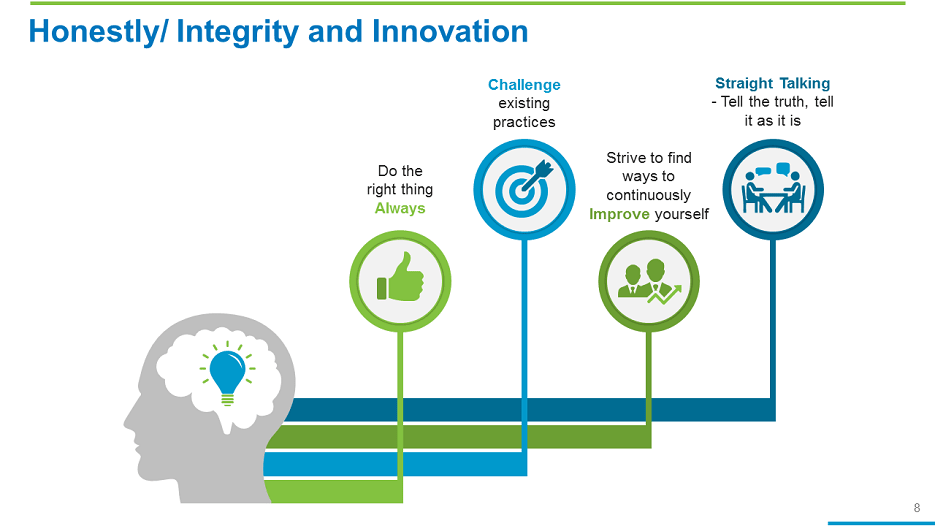 Honestly/ Integrity and Innovation
Do the
right thing
Always
Challenge
existing
practices
Strive to find
ways to
continuously
Improve yourself
Straight Talking
- Tell the truth, tell
it as it is
8